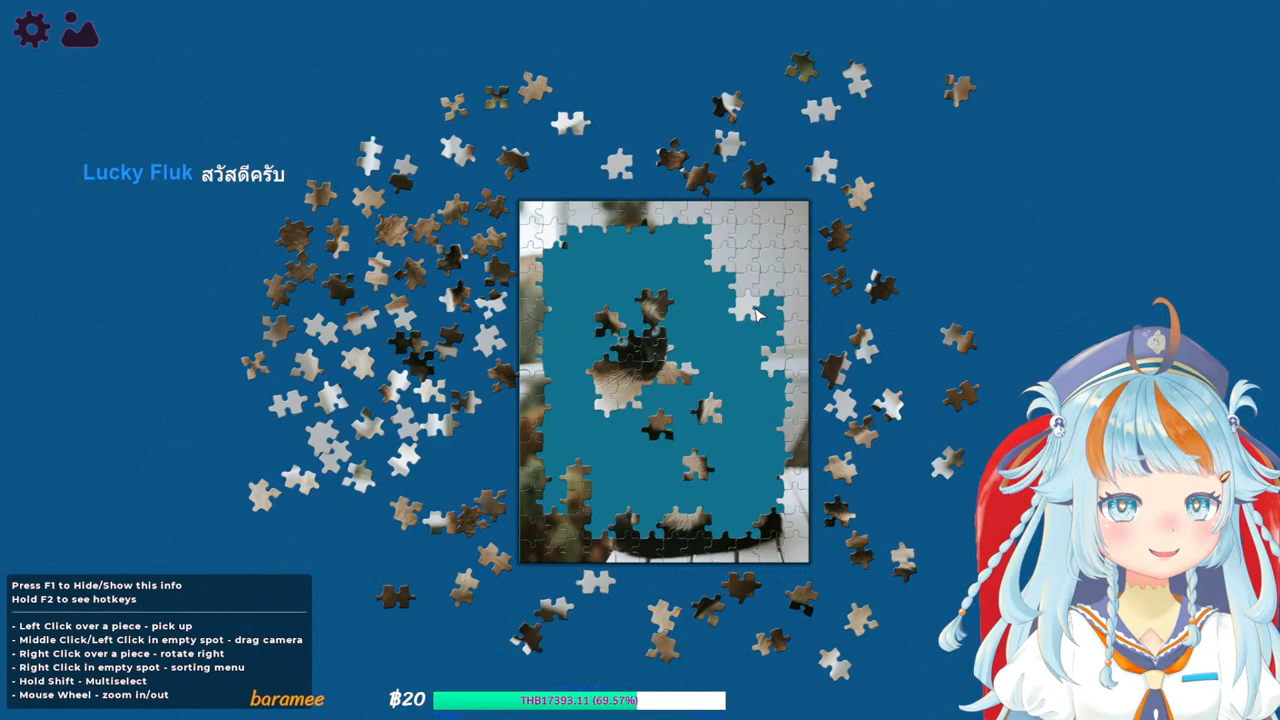 Lucky Fluk สวัสดีครับ
Press F1 to Hide/Show this info
Hold F2 to see hotkeys
- Left Click over a piece - pick up
- Middle Click/Left Click in empty spot - drag camera
- Right Click over a piece - rotate right
- Right Click in empty spot - sorting menu
- Hold Shift - Multiselect
- Mouse Wheel - zoom in/out
baramee ฿20 THB17393.11 (69.57%)